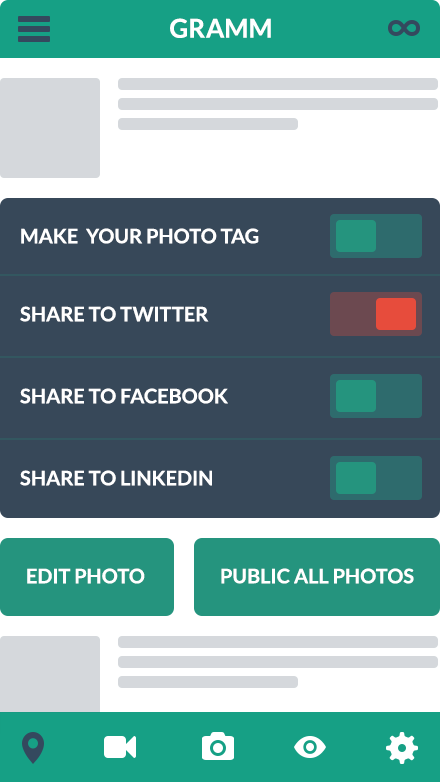 GRAMM
MAKE YOUR PHOTO TAG
SHARE TO TWITTER
SHARE TO FACEBOOK
SHARE TO LINKEDIN
EDIT PHOTO
PUBLIC ALL PHOTOS